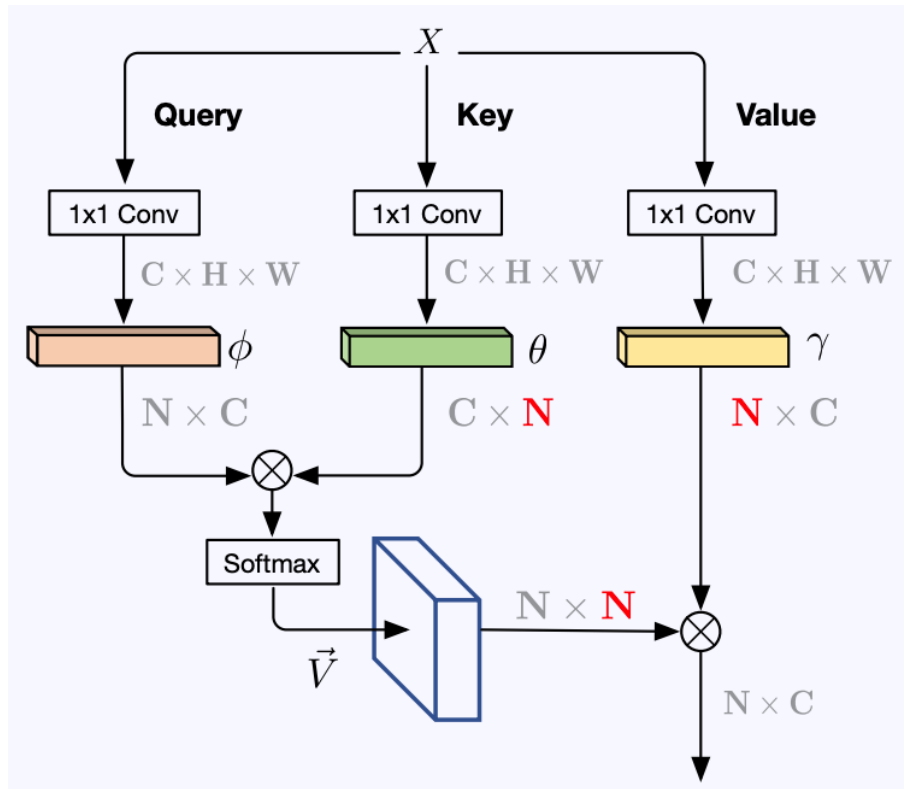 X
Query Key Value
1x1 Conv 1x1 Conv 1x1 Conv
C × H × W C × H × W C × H × W
ϕ θ γ
N × C C × N N × C
⊗
Softmax
N × N
⊗
V⃗
N × C